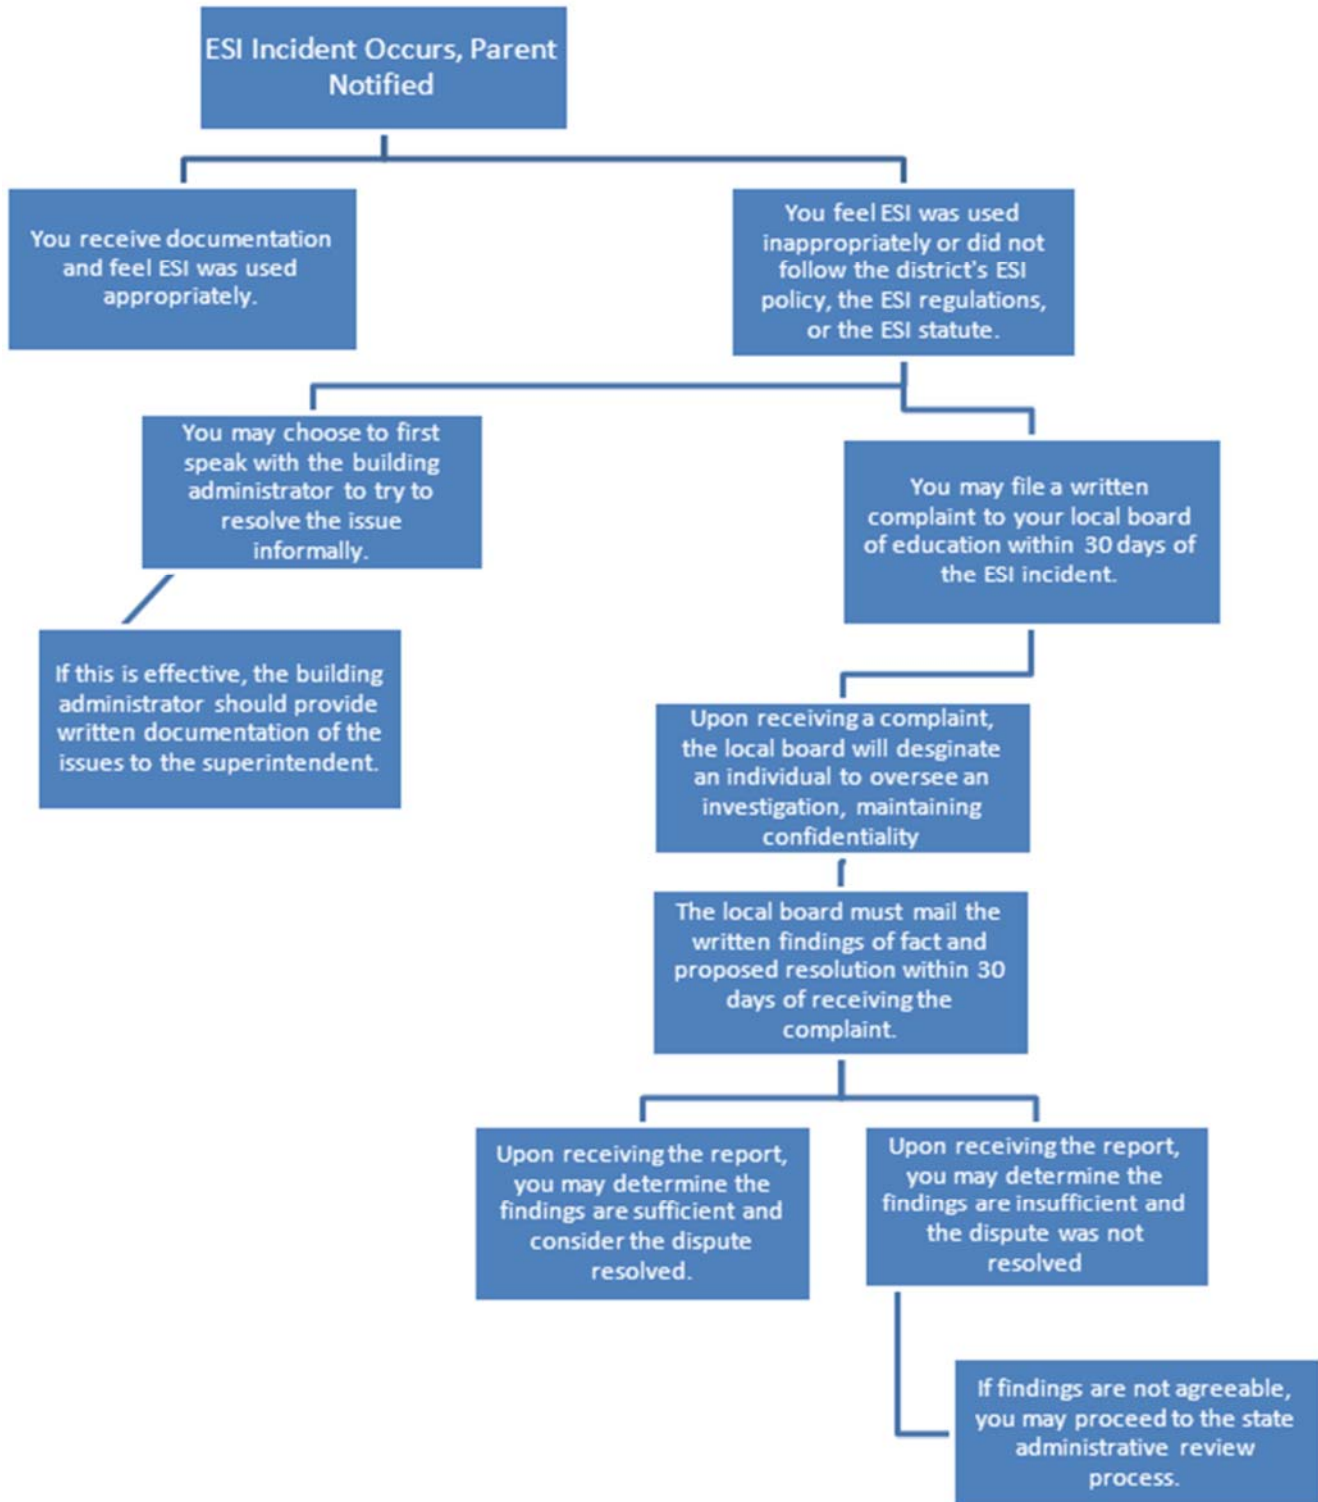 ESI Incident Occurs, Parent
Notified
You receive documentation
and feel ESI was used
appropriately.
You feel ESI was used
inappropriately or did not
follow the district's ESI
policy, the ESI regulations,
or the ESI statute.
You may choose to first
speak with the building
administrator to try to
resolve the issue
informally.
You may file a written
complaint to your local board
of education within 30 days of
the ESI incident.
If this is effective, the building
administrator should provide
written documentation of the
issues to the superintendent.
Upon receiving a complaint,
the local board will desginate
an individual to oversee an
investigation, maintaining
confidentiality
The local board must mail the
written findings of fact and
proposed resolution within 30
days of receiving the
complaint.
Upon receiving the report,
you may determine the
findings are sufficient and
consider the dispute
resolved.
Upon receiving the report,
you may determine the
findings are insufficient and
the dispute was not
resolved
If findings are not agreeable,
you may proceed to the state
administrative review
process.